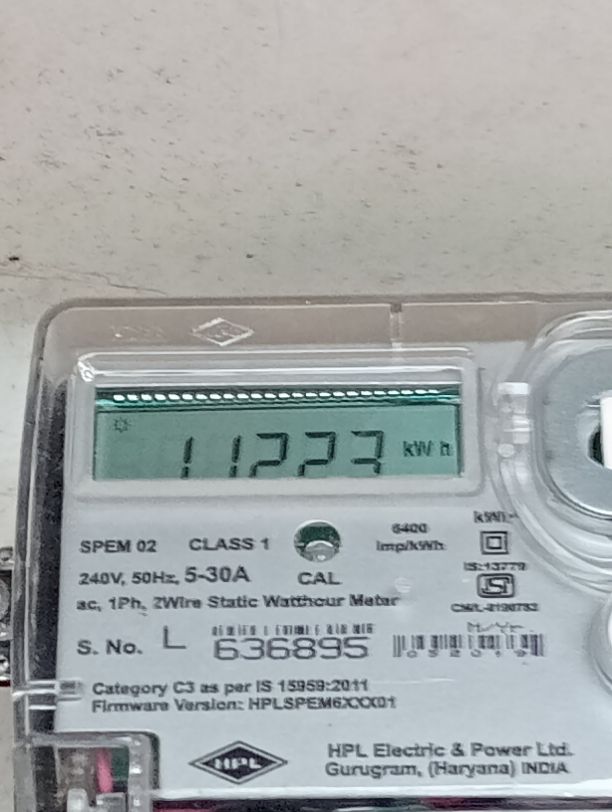 11223 kWh
SPEM 02 CLASS 1 6400 imp/kWh
240V, 50Hz, 5-30A CAL IS:13779
ac, 1Ph, 2Wire Static Watthour Meter
S. No. L 636895
Category C3 as per IS 15959:2011
Firmware Version: HPLSPEM6XXX01
HPL HPL Electric & Power Ltd.
Gurugram, (Haryana) INDIA